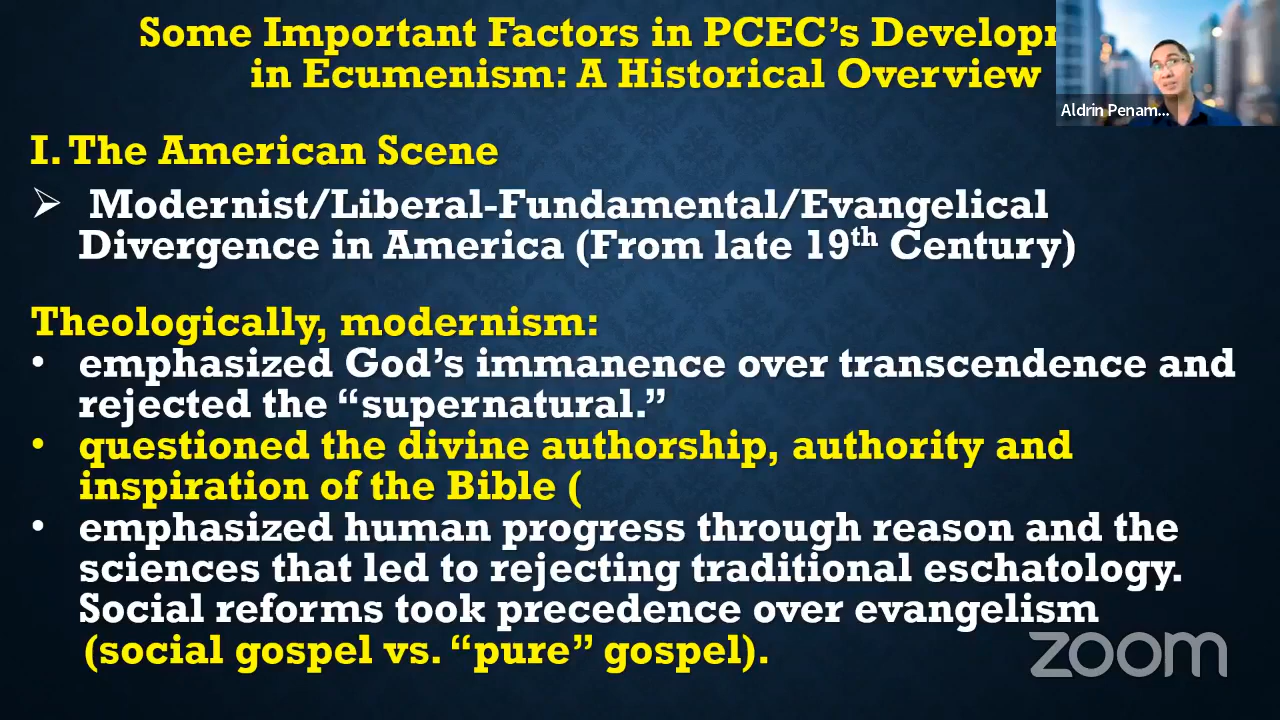 Some Important Factors in PCEC's Developm
in Ecumenism: A Historical Overview
Aldrin Penam...
I. The American Scene
➢ Modernist/Liberal-Fundamental/Evangelical
Divergence in America (From late 19th Century)
Theologically, modernism:
• emphasized God's immanence over transcendence and
rejected the “supernatural.”
• questioned the divine authorship, authority and
inspiration of the Bible (
• emphasized human progress through reason and the
sciences that led to rejecting traditional eschatology.
Social reforms took precedence over evangelism
(social gospel vs. “pure” gospel).
zoom